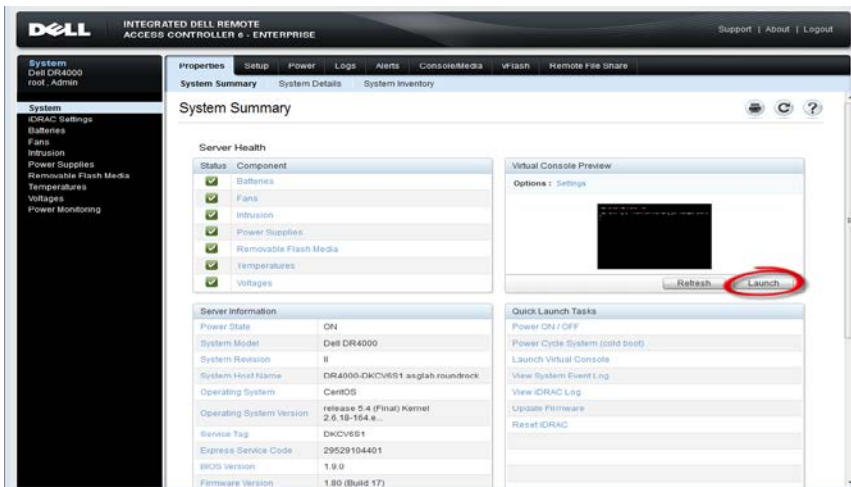 DELL
INTEGRATED DELL REMOTE
ACCESS CONTROLLER 6 - ENTERPRISE
Support | About | Logout
System
Dell DR4000
root , Admin
System
iDRAC Settings
Batteries
Fans
Intrusion
Power Supplies
Removable Flash Media
Temperatures
Voltages
Power Monitoring
Properties Setup Power Logs Alerts Console/Media vFlash Remote File Share
System Summary System Details System Inventory
System Summary
Server Health
Status Component
Batteries
Fans
Intrusion
Power Supplies
Removable Flash Media
Temperatures
Voltages
Virtual Console Preview
Options : Settings
Refresh Launch
Server Information
Power State ON
System Model Dell DR4000
System Revision II
System Host Name DR4000-DKCV6S1.asglab.roundrock
Operating System CentOS
Operating System Version release 5.4 (Final) Kernel
2.6.18-164.e...
Service Tag DKCV6S1
Express Service Code 29529104401
BIOS Version 1.9.0
Firmware Version 1.80 (Build 17)
Quick Launch Tasks
Power ON / OFF
Power Cycle System (cold boot)
Launch Virtual Console
View System Event Log
View iDRAC Log
Update Firmware
Reset iDRAC